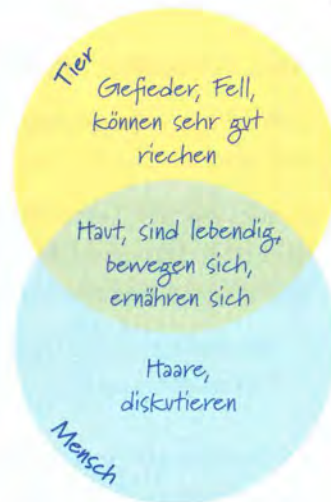 Tier
Gefieder, Fell,
können sehr gut
riechen
Haut, sind lebendig,
bewegen sich,
ernähren sich
Haare,
diskutieren
Mensch